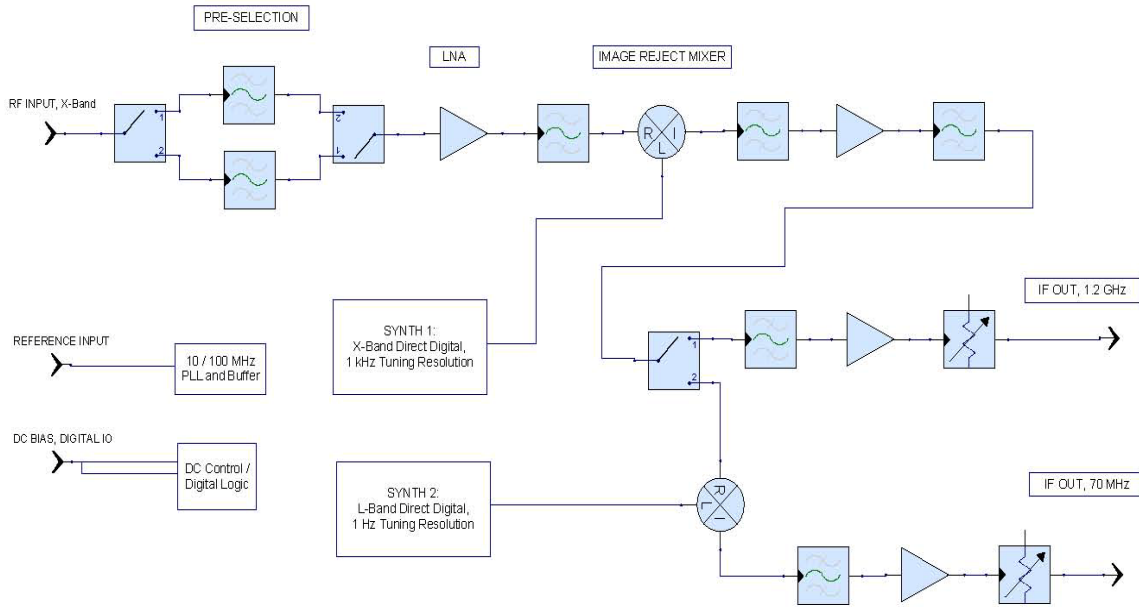 PRE-SELECTION
LNA
IMAGE REJECT MIXER
RF INPUT, X-Band
1
2
2
1
R
I
L
IF OUT, 1.2 GHz
SYNTH 1:
X-Band Direct Digital,
1 kHz Tuning Resolution
REFERENCE INPUT
10 / 100 MHz
PLL and Buffer
1
2
DC BIAS, DIGITAL IO
DC Control /
Digital Logic
SYNTH 2:
L-Band Direct Digital,
1 Hz Tuning Resolution
R
L
I
IF OUT, 70 MHz